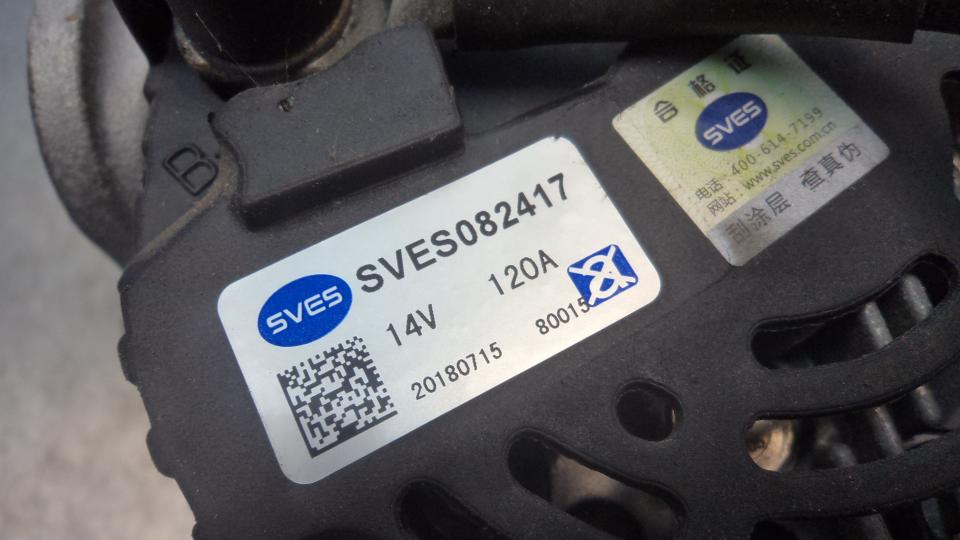 合格证
SVES
电话:400-614-7199
网站:www.sves.com.cn
刮涂层 查真伪
B
SVES
SVES082417
14V 120A
20180715 80015